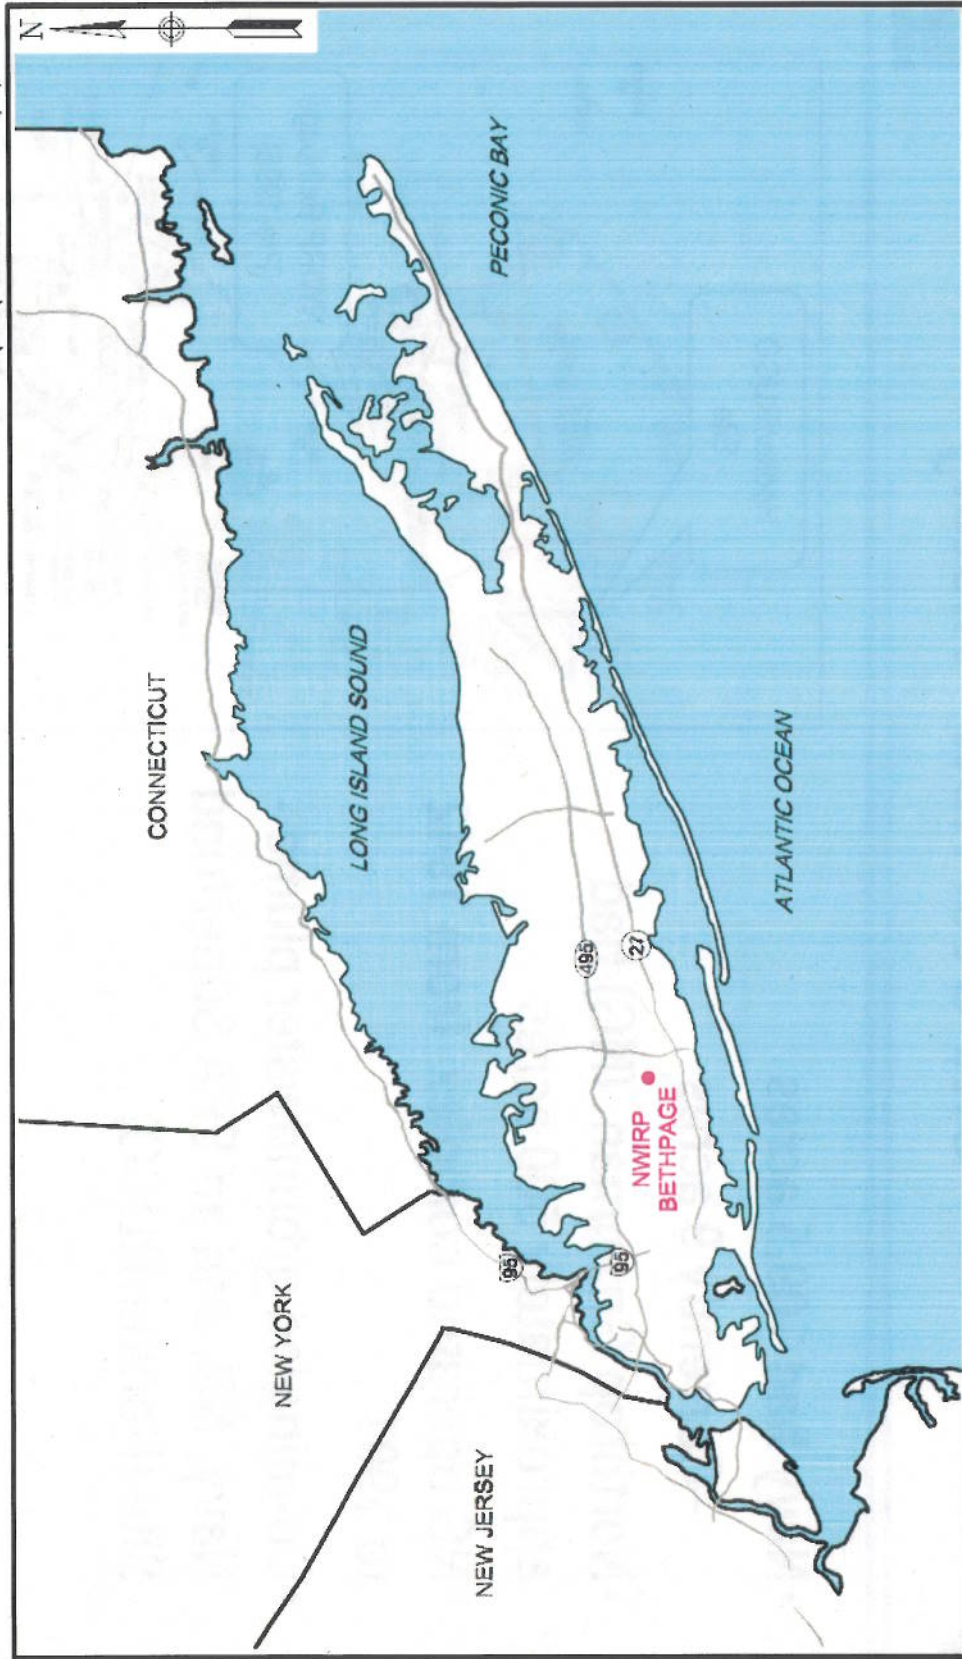 N
CONNECTICUT
LONG ISLAND SOUND
PECONIC BAY
NEW YORK
95
495
27
ATLANTIC OCEAN
95
NWIRP
BETHPAGE
NEW JERSEY